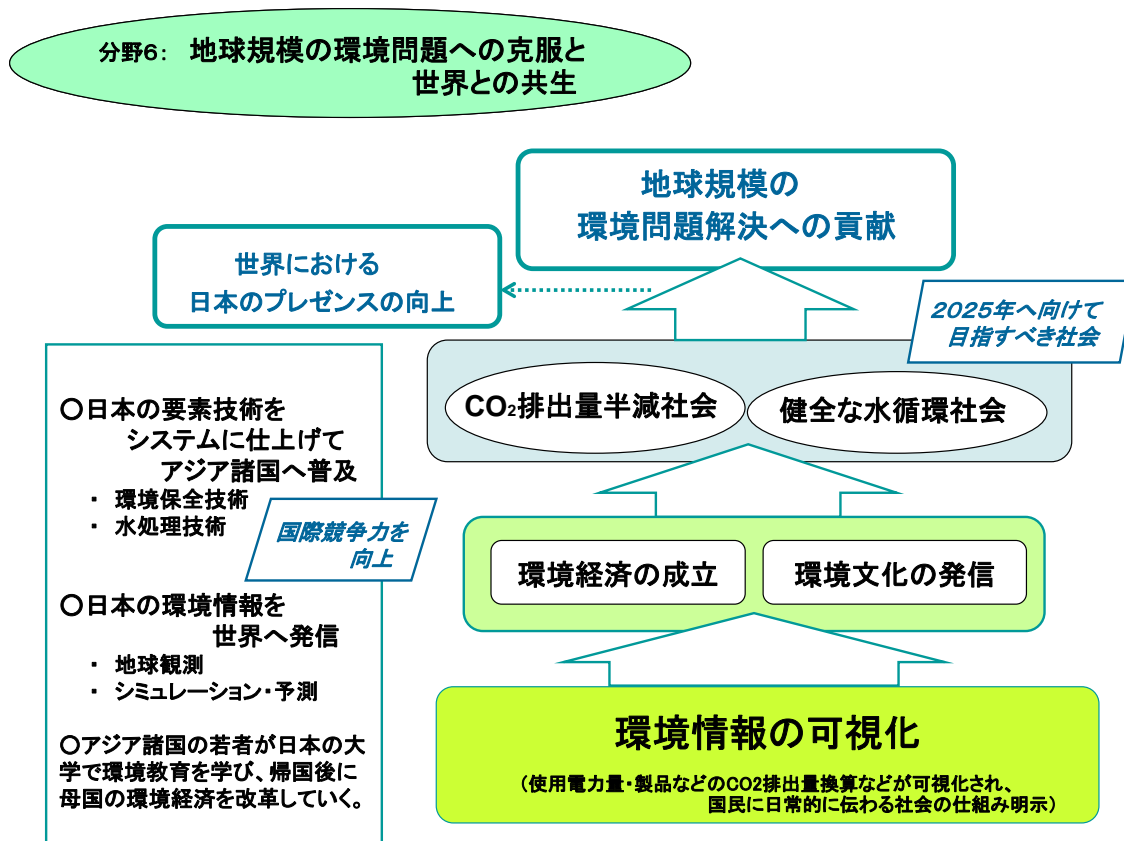 分野6： 地球規模の環境問題への克服と
世界との共生
地球規模の
環境問題解決への貢献
世界における
日本のプレゼンスの向上
2025年へ向けて
目指すべき社会
CO₂排出量半減社会
健全な水循環社会
○日本の要素技術を
システムに仕上げて
アジア諸国へ普及
・ 環境保全技術
・ 水処理技術
国際競争力を
向上
○日本の環境情報を
世界へ発信
・ 地球観測
・ シミュレーション・予測
○アジア諸国の若者が日本の大
学で環境教育を学び、帰国後に
母国の環境経済を改革していく。
環境経済の成立
環境文化の発信
環境情報の可視化
（使用電力量・製品などのCO2排出量換算などが可視化され、
国民に日常的に伝わる社会の仕組み明示）